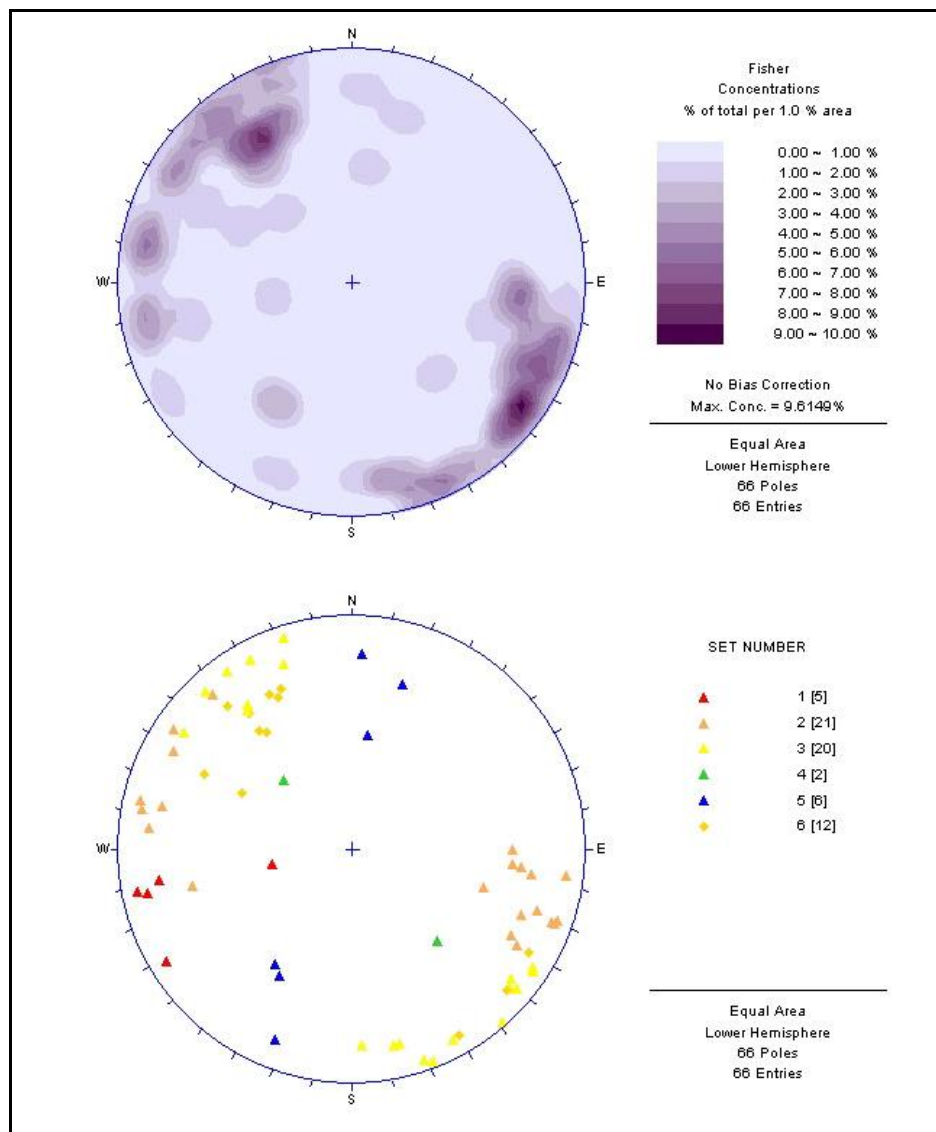 N
W
E
S
Fisher
Concentrations
% of total per 1.0 % area
0.00 ~ 1.00 %
1.00 ~ 2.00 %
2.00 ~ 3.00 %
3.00 ~ 4.00 %
4.00 ~ 5.00 %
5.00 ~ 6.00 %
6.00 ~ 7.00 %
7.00 ~ 8.00 %
8.00 ~ 9.00 %
9.00 ~ 10.00 %
No Bias Correction
Max. Conc. = 9.6149%
Equal Area
Lower Hemisphere
66 Poles
66 Entries
N
W
E
S
SET NUMBER
1 [5]
2 [21]
3 [20]
4 [2]
5 [6]
6 [12]
Equal Area
Lower Hemisphere
66 Poles
66 Entries